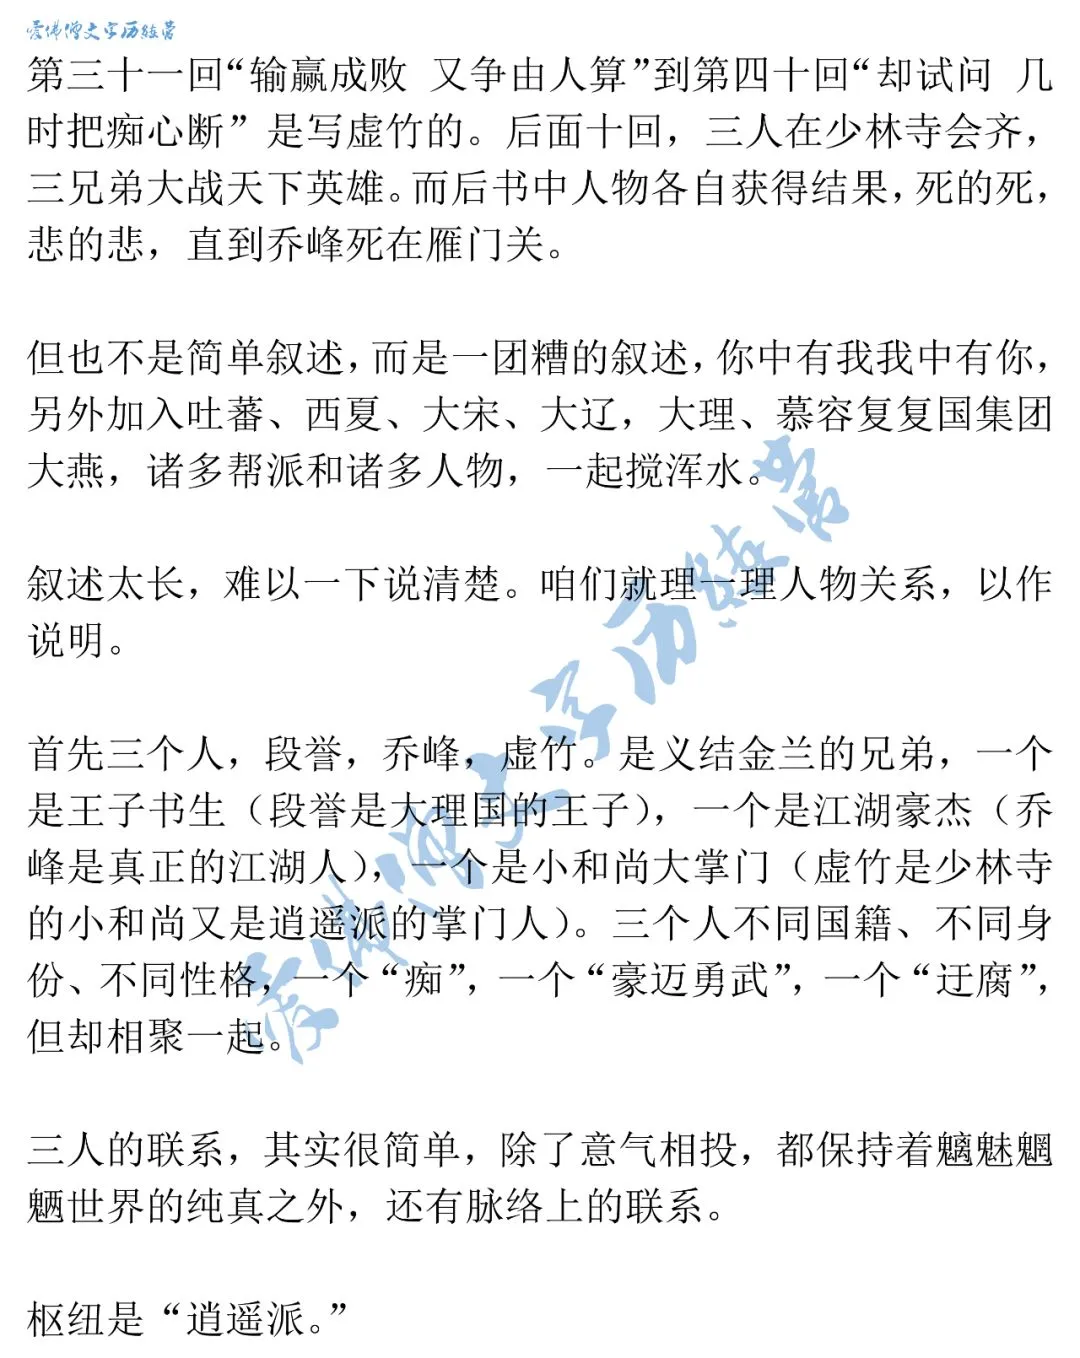 爱佛僧文字历经营
第三十一回“输赢成败 又争由人算”到第四十回“却试问 几
时把痴心断” 是写虚竹的。后面十回，三人在少林寺会齐，
三兄弟大战天下英雄。而后书中人物各自获得结果，死的死，
悲的悲，直到乔峰死在雁门关。
但也不是简单叙述，而是一团糟的叙述，你中有我我中有你，
另外加入吐蕃、西夏、大宋、大辽，大理、慕容复复国集团
大燕，诸多帮派和诸多人物，一起搅浑水。
叙述太长，难以一下说清楚。咱们就理一理人物关系，以作
说明。
首先三个人，段誉，乔峰，虚竹。是义结金兰的兄弟，一个
是王子书生（段誉是大理国的王子），一个是江湖豪杰（乔
峰是真正的江湖人），一个是小和尚大掌门（虚竹是少林寺
的小和尚又是逍遥派的掌门人）。三个人不同国籍、不同身
份、不同性格，一个“痴”，一个“豪迈勇武”，一个“迂腐”，
但却相聚一起。
三人的联系，其实很简单，除了意气相投，都保持着魑魅魍
魉世界的纯真之外，还有脉络上的联系。
枢纽是“逍遥派。”